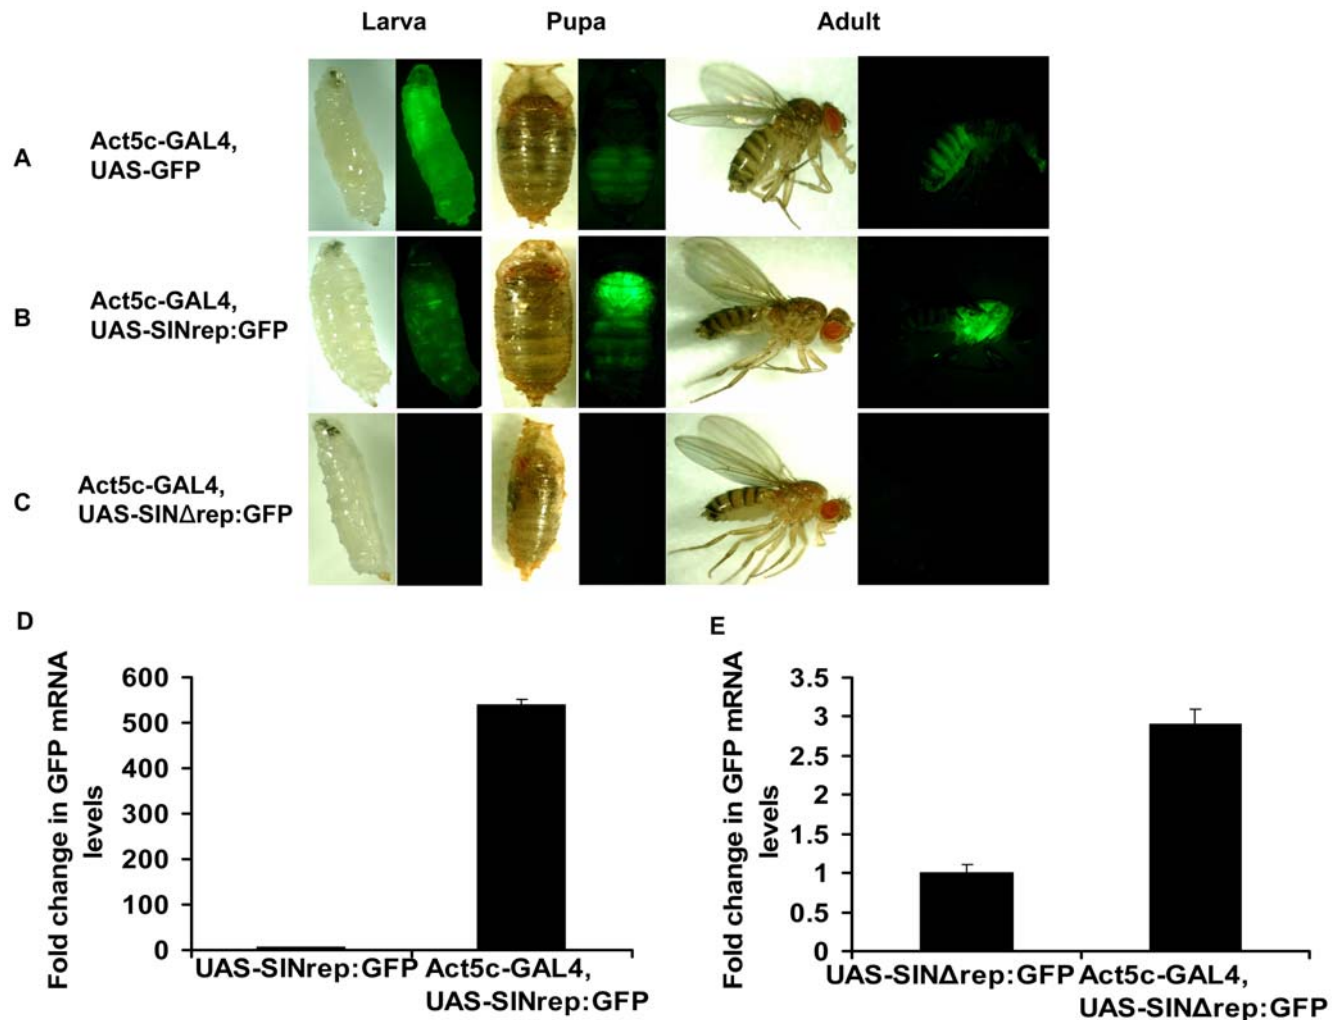 Larva Pupa Adult
A
Act5c-GAL4,
UAS-GFP
B
Act5c-GAL4,
UAS-SINrep:GFP
C
Act5c-GAL4,
UAS-SINΔrep:GFP
D
Fold change in GFP mRNA
levels
600
500
400
300
200
100
0
UAS-SINrep:GFP
Act5c-GAL4,
UAS-SINrep:GFP
E
Fold change in GFP mRNA
levels
3.5
3
2.5
2
1.5
1
0.5
0
UAS-SINΔrep:GFP
Act5c-GAL4,
UAS-SINΔrep:GFP